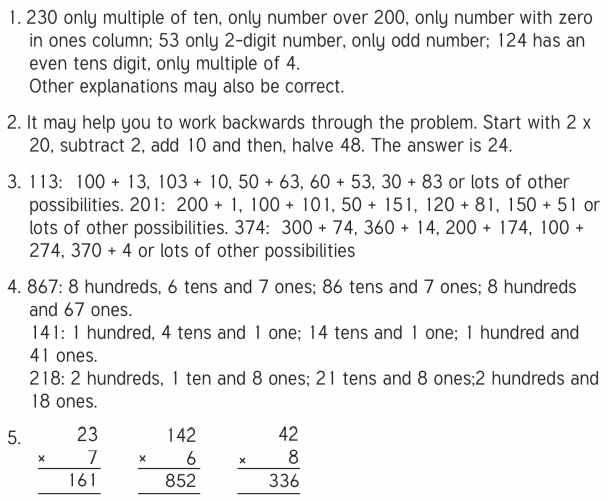 1. 230 only multiple of ten, only number over 200, only number with zero
in ones column; 53 only 2-digit number, only odd number; 124 has an
even tens digit, only multiple of 4.
Other explanations may also be correct.
2. It may help you to work backwards through the problem. Start with 2 x
20, subtract 2, add 10 and then, halve 48. The answer is 24.
3. 113: 100 + 13, 103 + 10, 50 + 63, 60 + 53, 30 + 83 or lots of other
possibilities. 201: 200 + 1, 100 + 101, 50 + 151, 120 + 81, 150 + 51 or
lots of other possibilities. 374: 300 + 74, 360 + 14, 200 + 174, 100 +
274, 370 + 4 or lots of other possibilities
4. 867: 8 hundreds, 6 tens and 7 ones; 86 tens and 7 ones; 8 hundreds
and 67 ones.
141: 1 hundred, 4 tens and 1 one; 14 tens and 1 one; 1 hundred and
41 ones.
218: 2 hundreds, 1 ten and 8 ones; 21 tens and 8 ones;2 hundreds and
18 ones.
5. 23 142 42
x 7 x 6 x 8
161 852 336